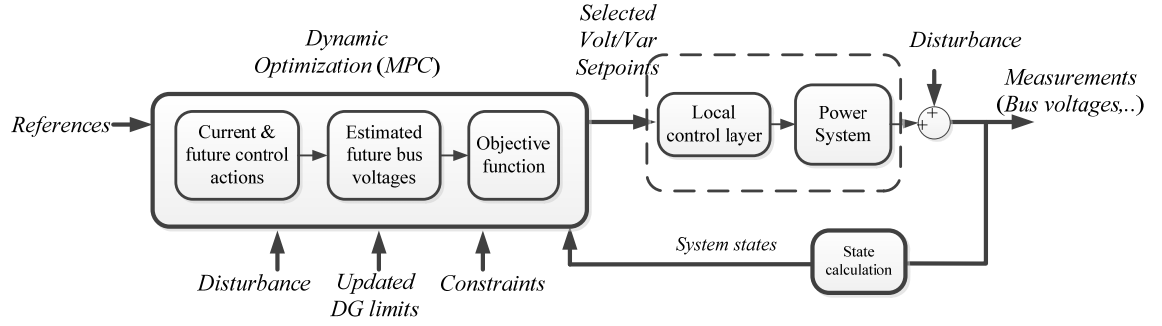 Dynamic
Optimization (MPC)
Selected
Volt/Var
Setpoints
Disturbance
Measurements
(Bus voltages,..)
References
Current &
future control
actions
Estimated
future bus
voltages
Objective
function
Local
control layer
Power
System
+
+
Disturbance
Updated
DG limits
Constraints
System states
State
calculation